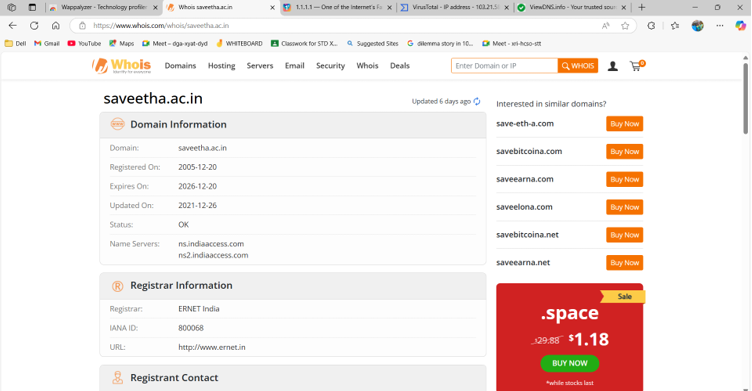 Wappalyzer - Technology profiler
Whois saveetha.ac.in
1.1.1.1 — One of the Internet's Fa
VirusTotal - IP address - 103.21.5
ViewDNS.info - Your trusted sour
https://www.whois.com/whois/saveetha.ac.in
Dell
Gmail
YouTube
Maps
Meet – dga-xyat-dyd
WHITEBOARD
Classwork for STD X...
Suggested Sites
dilemma story in 10...
Meet - xri-hcso-stt
Whois
Identity for everyone
Domains
Hosting
Servers
Email
Security
Whois
Deals
Enter Domain or IP
WHOIS
0
saveetha.ac.in
Updated 6 days ago
Domain Information
Domain: saveetha.ac.in
Registered On: 2005-12-20
Expires On: 2026-12-20
Updated On: 2021-12-26
Status: OK
Name Servers: ns.indiaaccess.com
ns2.indiaaccess.com
Registrar Information
Registrar: ERNET India
IANA ID: 800068
URL: http://www.ernet.in
Registrant Contact
Interested in similar domains?
save-eth-a.com Buy Now
savebitcoina.com Buy Now
saveearna.com Buy Now
saveelona.com Buy Now
savebitcoina.net Buy Now
saveearna.net Buy Now
Sale
.space
$29.88 $1.18
BUY NOW
*while stocks last